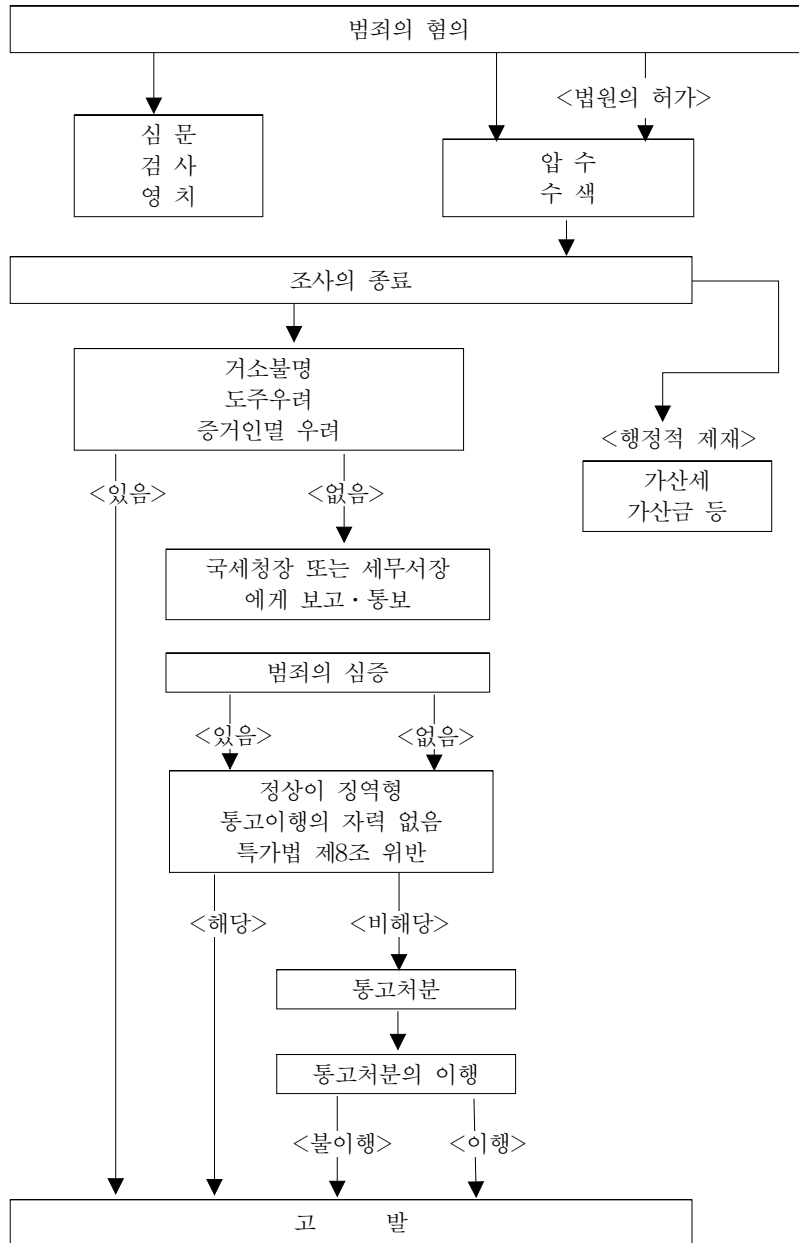 범죄의 혐의
<법원의 허가>
심 문
검 사
영 치
압 수
수 색
조사의 종료
거소불명
도주우려
증거인멸 우려
<행정적 제재>
가산세
가산금 등
<있음>
<없음>
국세청장 또는 세무서장
에게 보고·통보
범죄의 심증
<있음>
<없음>
정상이 징역형
통고이행의 자력 없음
특가법 제8조 위반
<해당>
<비해당>
통고처분
통고처분의 이행
<불이행>
<이행>
고 발